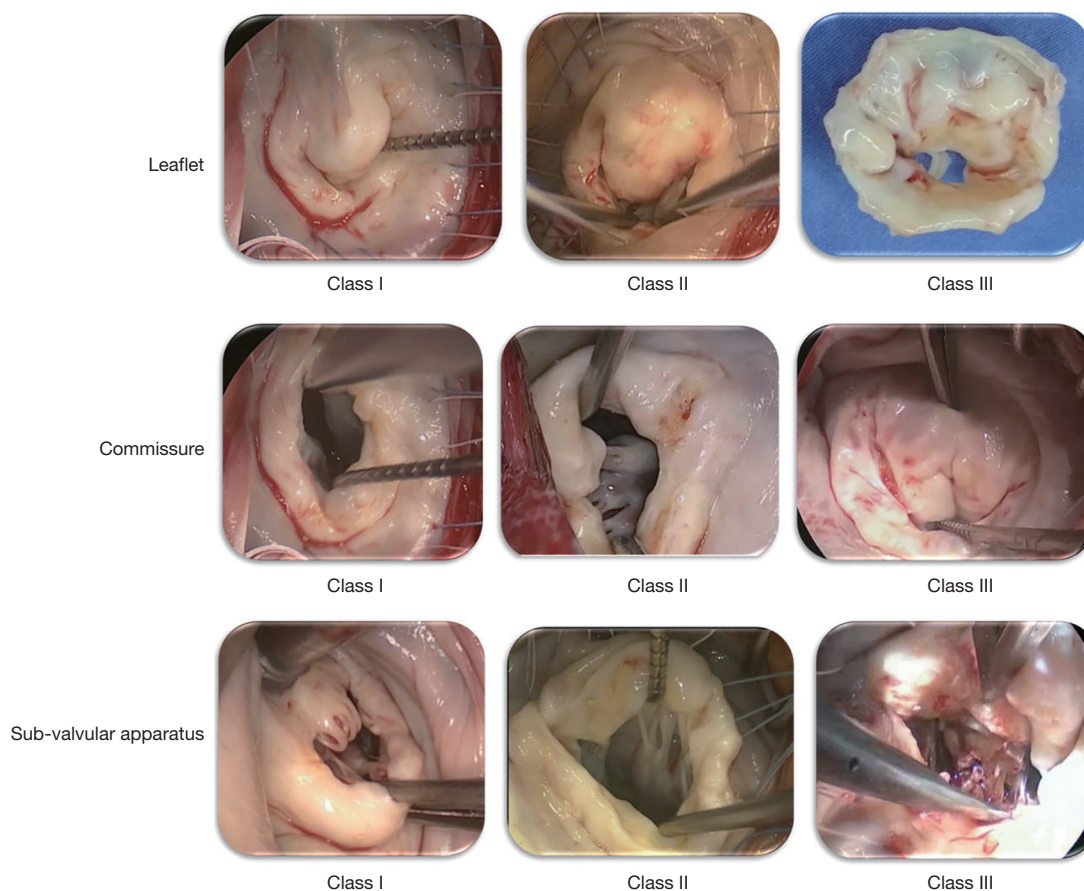 Leaflet
Class I
Class II
Class III
Commissure
Class I
Class II
Class III
Sub-valvular apparatus
Class I
Class II
Class III